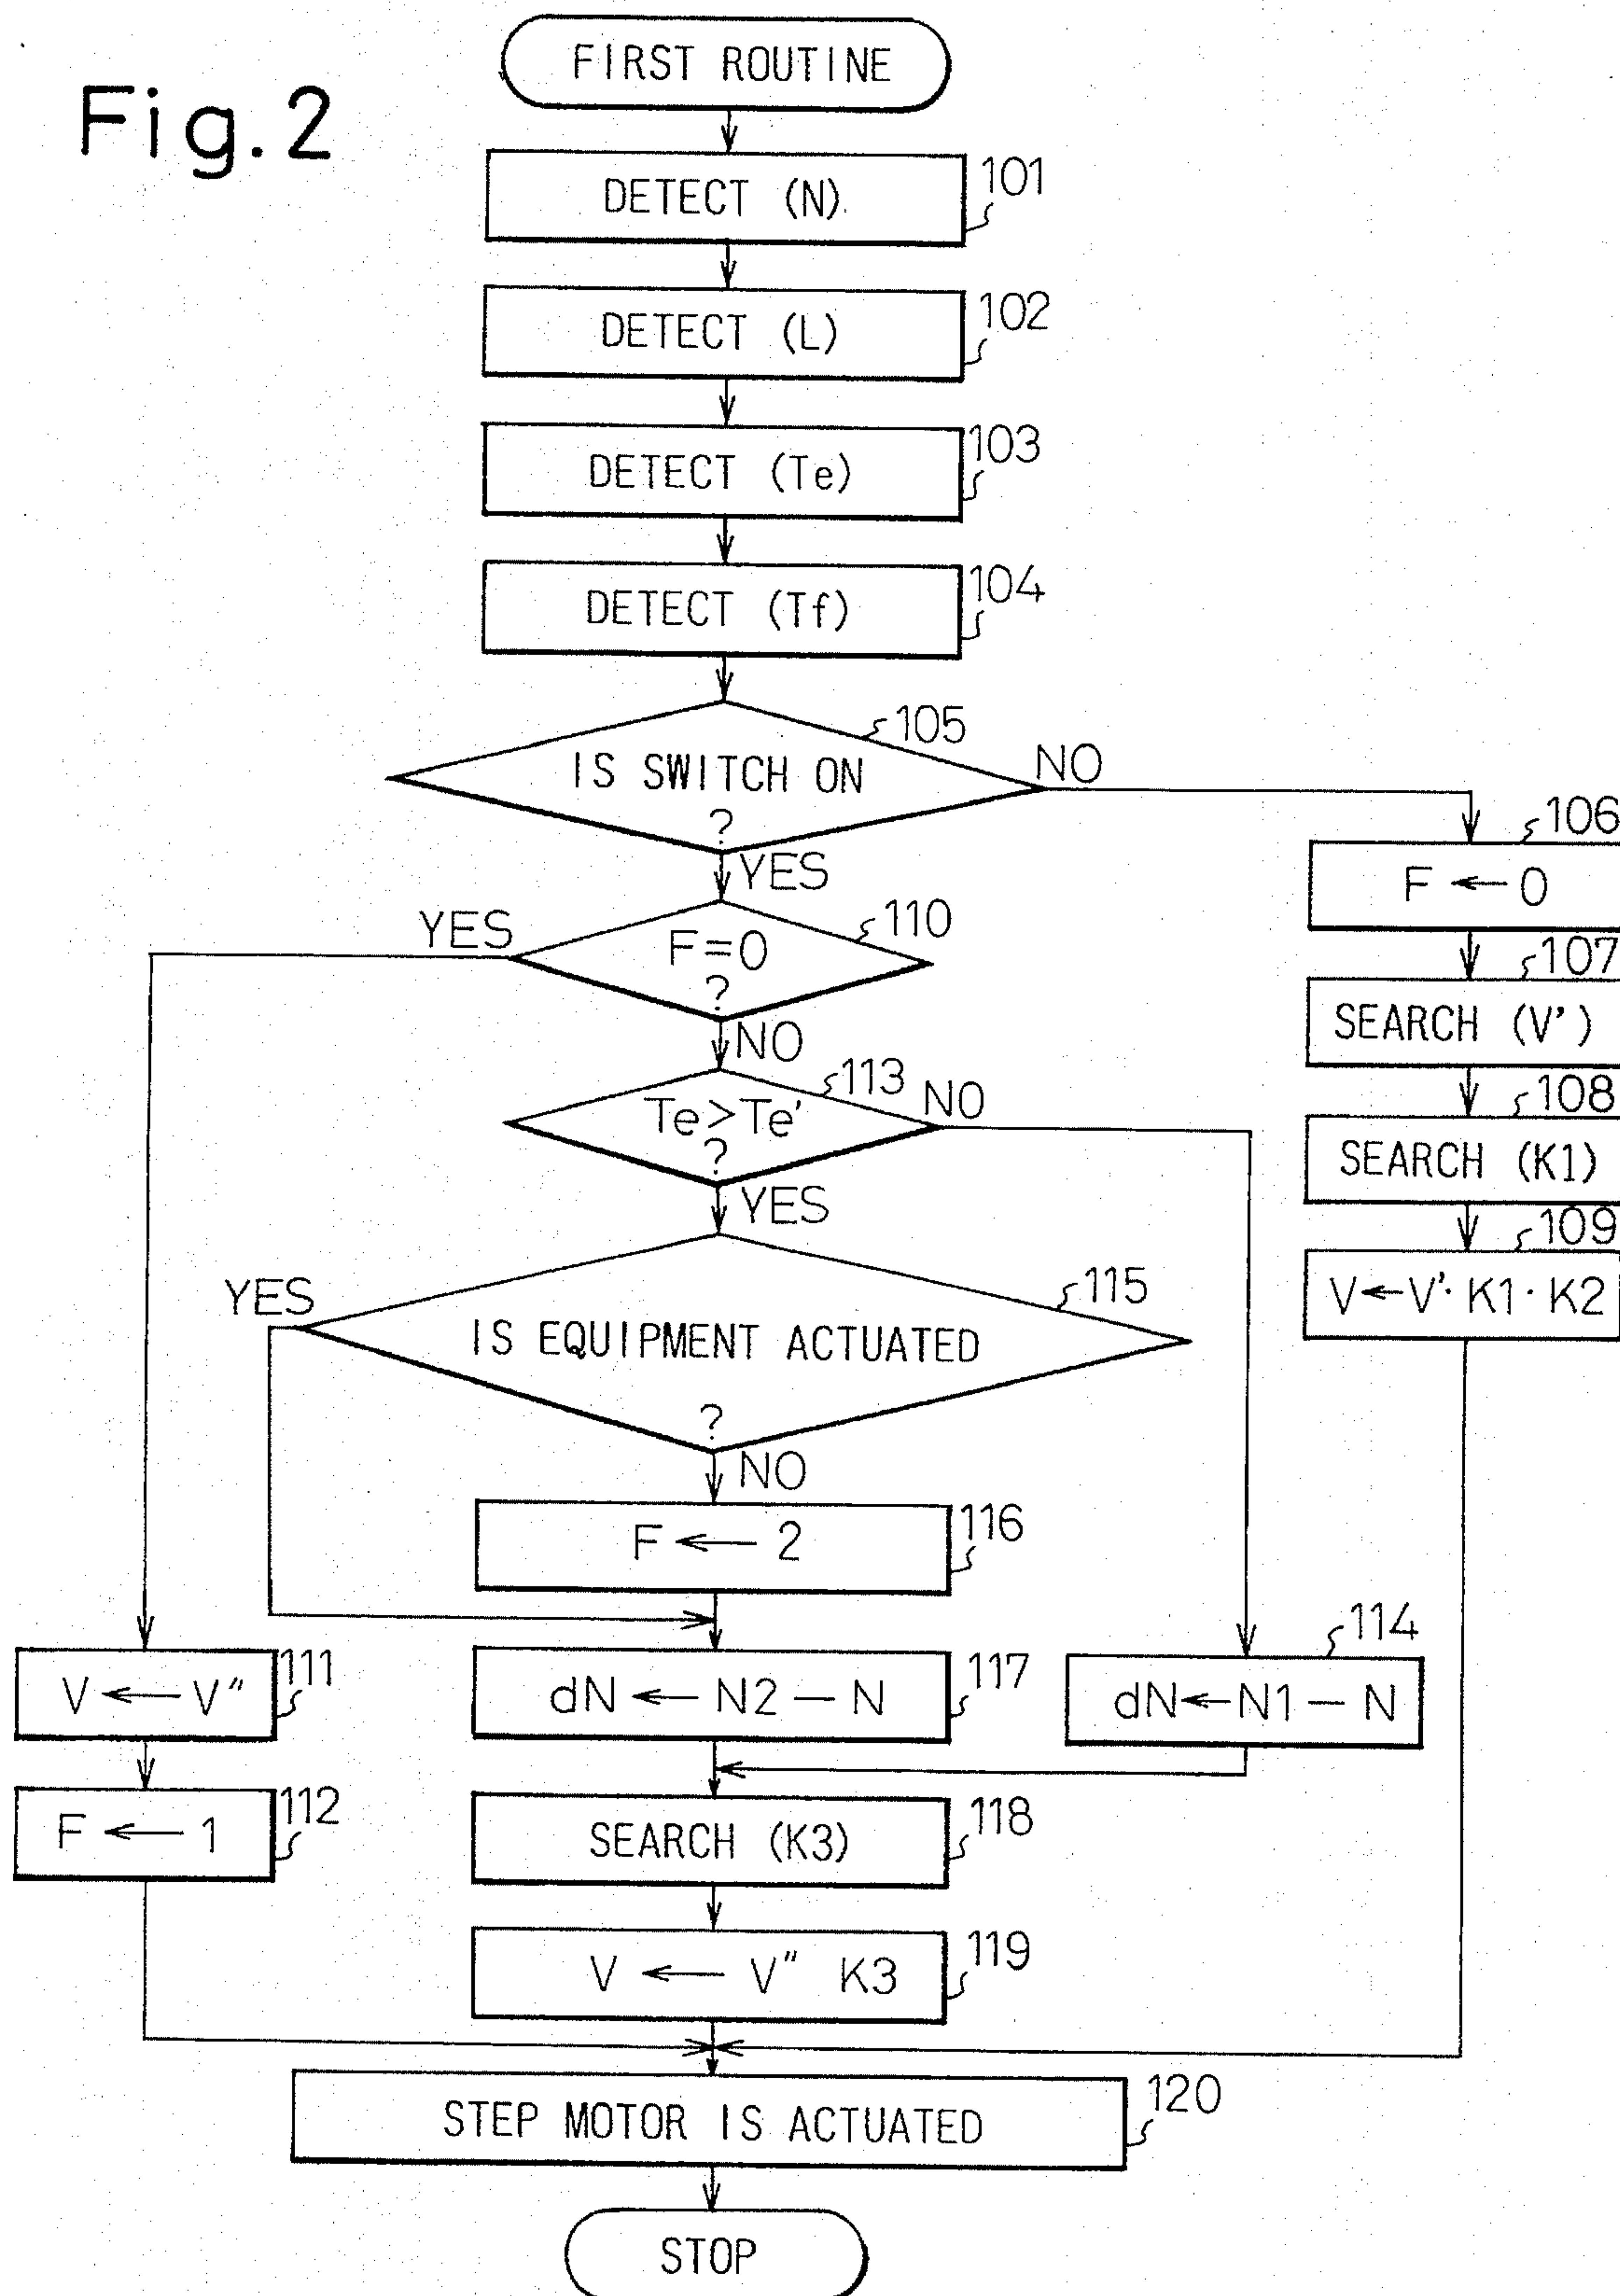 Fig.2
FIRST ROUTINE
DETECT (N)
101
DETECT (L)
102
DETECT (Te)
103
DETECT (Tf)
104
IS SWITCH ON
?
105
NO
YES
F ← 0
106
SEARCH (V')
107
SEARCH (K1)
108
V ← V' · K1 · K2
109
F=0
?
110
YES
NO
Te > Te'
?
113
NO
YES
IS EQUIPMENT ACTUATED
?
115
YES
NO
F ← 2
116
V ← V"
111
dN ← N2 – N
117
dN ← N1 – N
114
F ← 1
112
SEARCH (K3)
118
V ← V" K3
119
STEP MOTOR IS ACTUATED
120
STOP